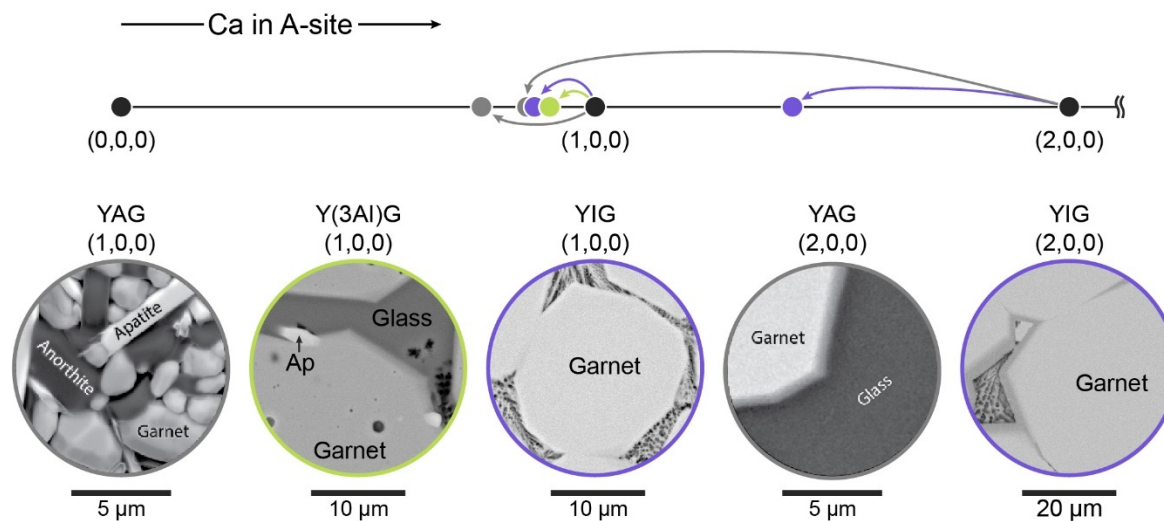 Ca in A-site
(0,0,0) (1,0,0) (2,0,0)
YAG Y(3Al)G YIG YAG YIG
(1,0,0) (1,0,0) (1,0,0) (2,0,0) (2,0,0)
Apatite
Anorthite
Garnet
Glass
Ap
Garnet
Garnet
Garnet
Glass
Garnet
5 µm 10 µm 10 µm 5 µm 20 µm